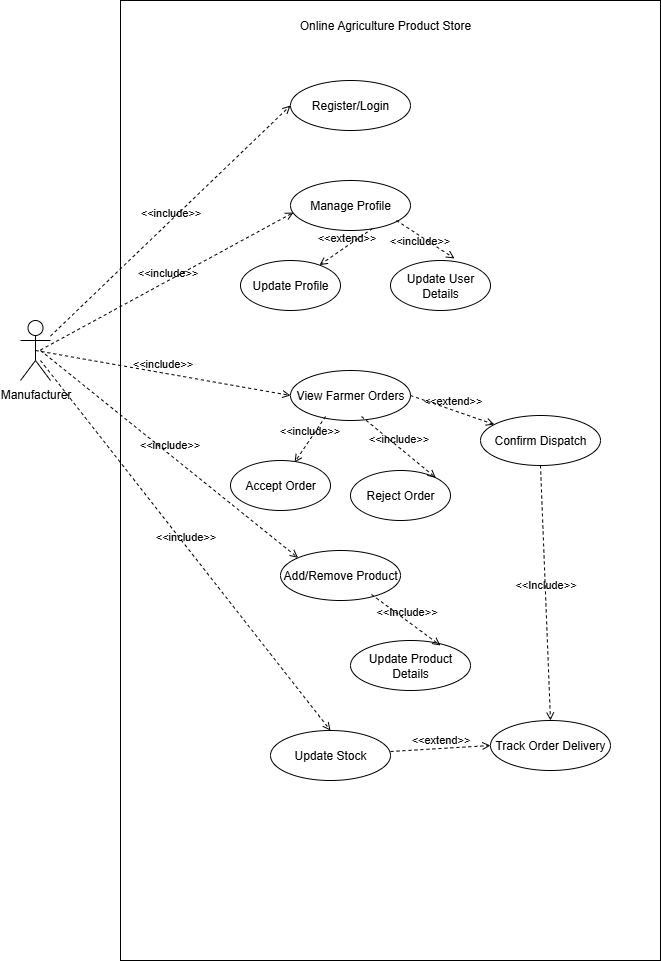 Online Agriculture Product Store
Register/Login
<<include>>
Manage Profile
<<extend>>
<<include>>
<<include>>
Update Profile
Update User
Details
Manufacturer
<<include>>
View Farmer Orders
<<extend>>
<<include>>
<<include>>
<<include>>
Confirm Dispatch
Accept Order
Reject Order
<<include>>
Add/Remove Product
<<Include>>
<<Include>>
Update Product
Details
<<extend>>
Update Stock
Track Order Delivery